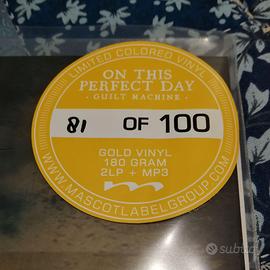 LIMITED COLORED VINYL
ON THIS
PERFECT DAY
- GUILT MACHINE -
81 OF 100
GOLD VINYL
180 GRAM
2LP + MP3
WWW.MASCOTLABELGROUP.COM
subito